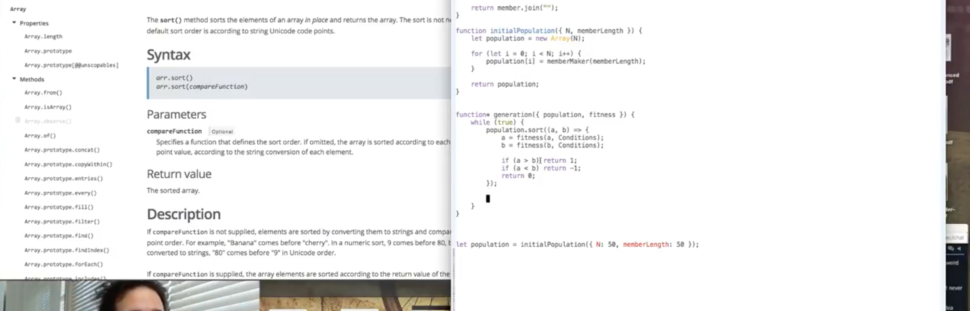 Array
Properties
Array.length
Array.prototype
Array.prototype[@@unscopables]
Methods
Array.from()
Array.isArray()
Array.observe()
Array.of()
Array.prototype.concat()
Array.prototype.copyWithin()
Array.prototype.entries()
Array.prototype.every()
Array.prototype.fill()
Array.prototype.filter()
Array.prototype.find()
Array.prototype.findIndex()
Array.prototype.forEach()
Array.prototype.includes()
The sort() method sorts the elements of an array in place and returns the array. The sort is not
default sort order is according to string Unicode code points.
Syntax
arr.sort()
arr.sort(compareFunction)
Parameters
compareFunction Optional
Specifies a function that defines the sort order. If omitted, the array is sorted according to each
point value, according to the string conversion of each element.
Return value
The sorted array.
Description
If compareFunction is not supplied, elements are sorted by converting them to strings and
point order. For example, "Banana" comes before "cherry". In a numeric sort, 9 comes before 80,
converted to strings, "80" comes before "9" in Unicode order.
If compareFunction is supplied, the array elements are sorted according to the return value of the
return member.join("");
}
function initialPopulation({ N, memberLength }) {
let population = new Array(N);
for (let i = 0; i < N; i++) {
population[i] = memberMaker(memberLength);
}
return population;
}
function* generation({ population, fitness }) {
while (true) {
population.sort((a, b) => {
a = fitness(a, Conditions);
b = fitness(b, Conditions);
if (a > b) return 1;
if (a < b) return -1;
return 0;
});
}
}
let population = initialPopulation({ N: 50, memberLength: 50 });